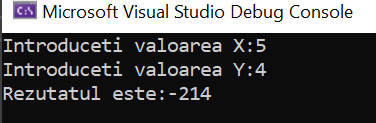 Microsoft Visual Studio Debug Console
Introduceti valoarea X:5
Introduceti valoarea Y:4
Rezutatul este:-214